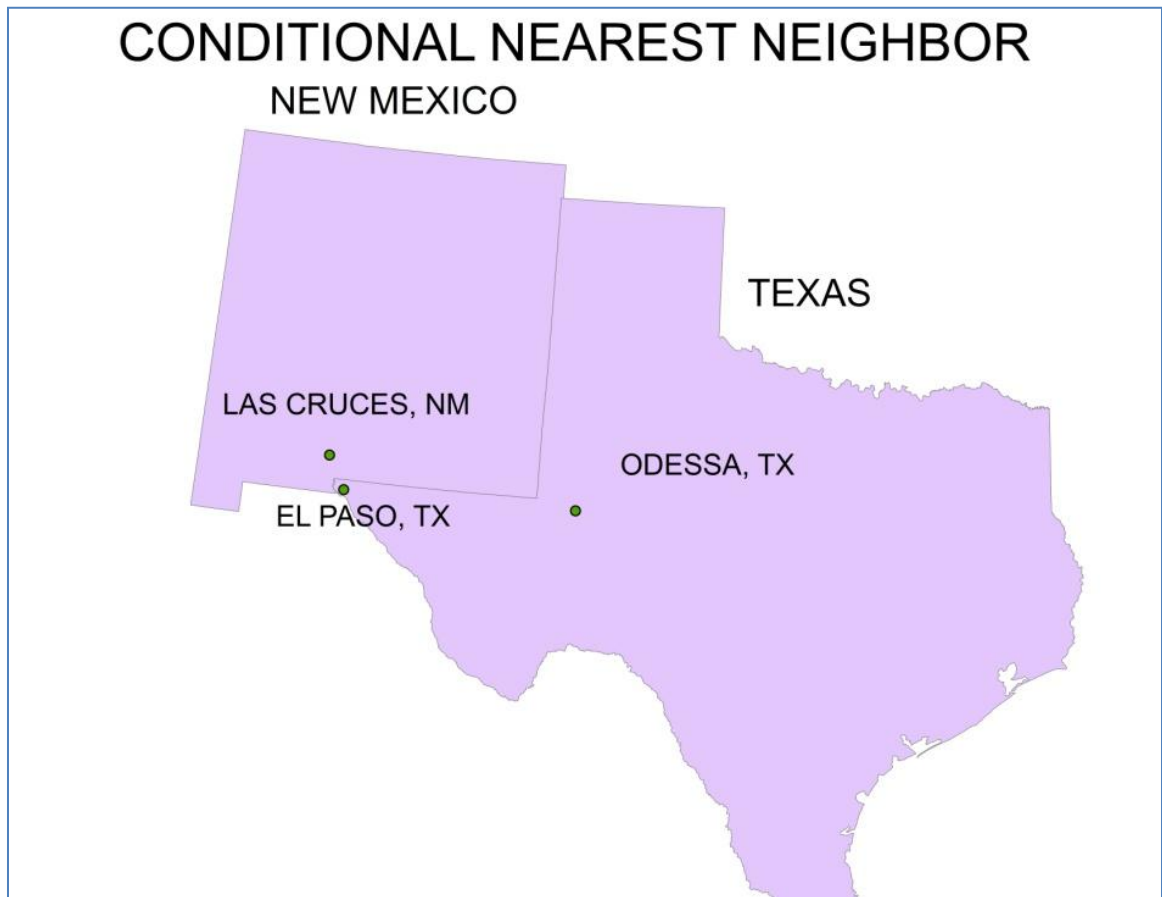 CONDITIONAL NEAREST NEIGHBOR
NEW MEXICO
TEXAS
LAS CRUCES, NM
ODESSA, TX
EL PASO, TX